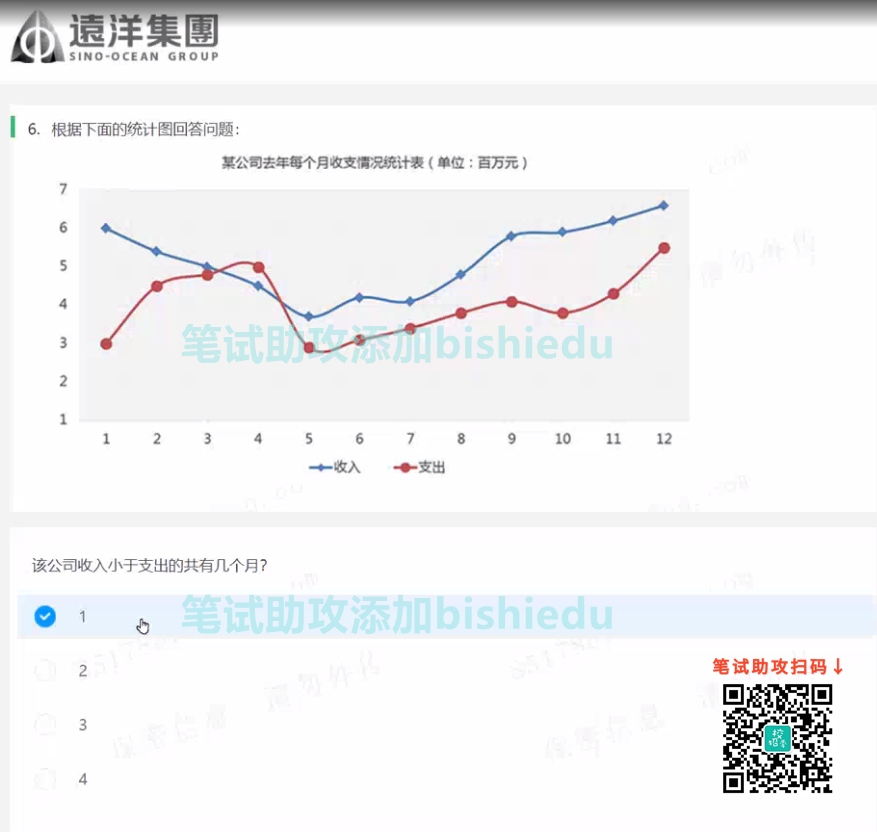 遠洋集團
SINO-OCEAN GROUP
6. 根据下面的统计图回答问题:
某公司去年每个月收支情况统计表（单位：百万元）
7
6
5
4
3
2
1
1 2 3 4 5 6 7 8 9 10 11 12
收入 支出
笔试助攻添加bishiedu
该公司收入小于支出的共有几个月?
1
笔试助攻添加bishiedu
2
3
4
笔试助攻扫码↓